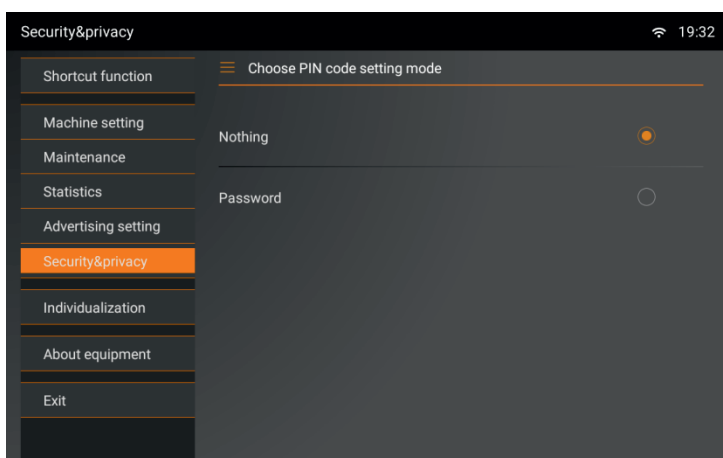 Security&privacy
19:32
Shortcut function
Choose PIN code setting mode
Machine setting
Nothing
Maintenance
Statistics
Password
Advertising setting
Security&privacy
Individualization
About equipment
Exit